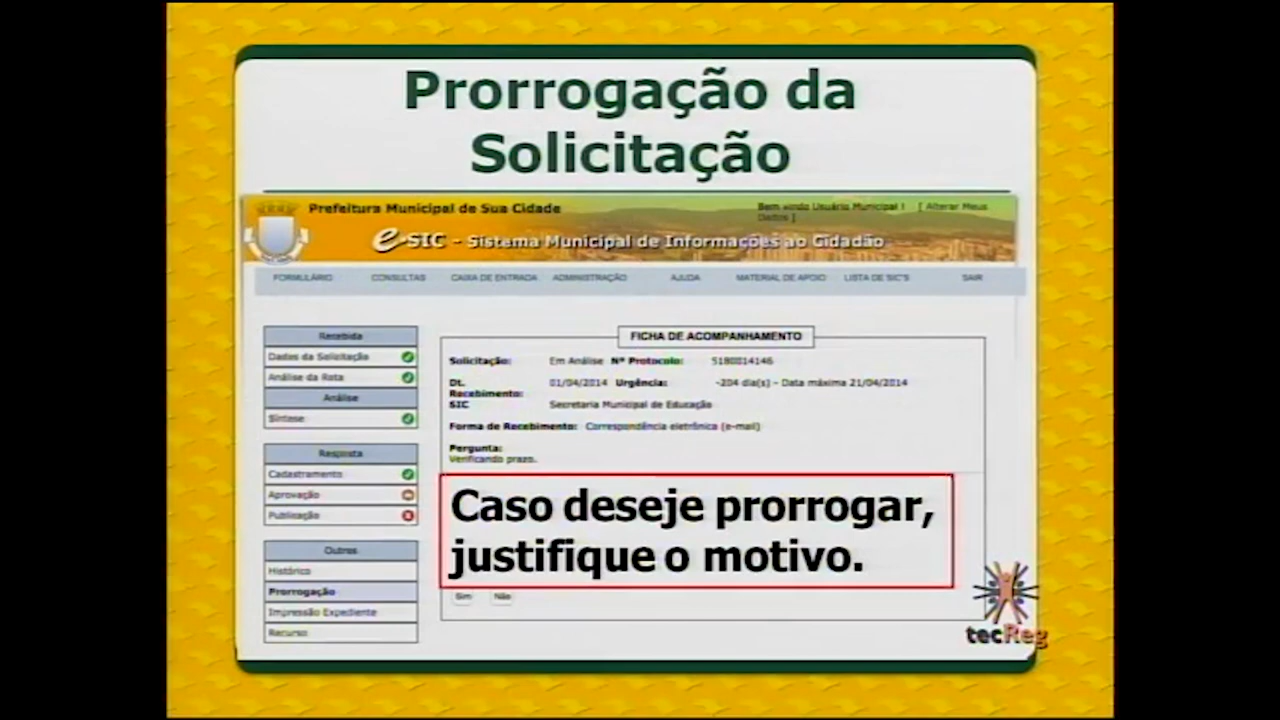 Prorrogação da
Solicitação
Prefeitura Municipal de Sua Cidade
Bem vindo Usuário Municipal ! [ Alterar Meus
Dados ]
e-SIC - Sistema Municipal de Informações ao Cidadão
FORMULÁRIO CONSULTAS CAIXA DE ENTRADA ADMINISTRAÇÃO AJUDA MATERIAL DE APOIO LISTA DE SIC'S SAIR
Recebida
Dados da Solicitação
Análise da Rota
Análise
Síntese
Resposta
Cadastramento
Aprovação
Publicação
Outros
Histórico
Prorrogação
Impressão Expediente
Recurso
FICHA DE ACOMPANHAMENTO
Solicitação: Em Análise Nº Protocolo: 5180014146
Dt. Recebimento: 01/04/2014 Urgência: -204 dia(s) - Data máxima 21/04/2014
SIC Secretaria Municipal de Educação
Forma de Recebimento: Correspondência eletrônica (e-mail)
Pergunta:
Verificando prazo.
Caso deseje prorrogar,
justifique o motivo.
Sim Não
tecReg